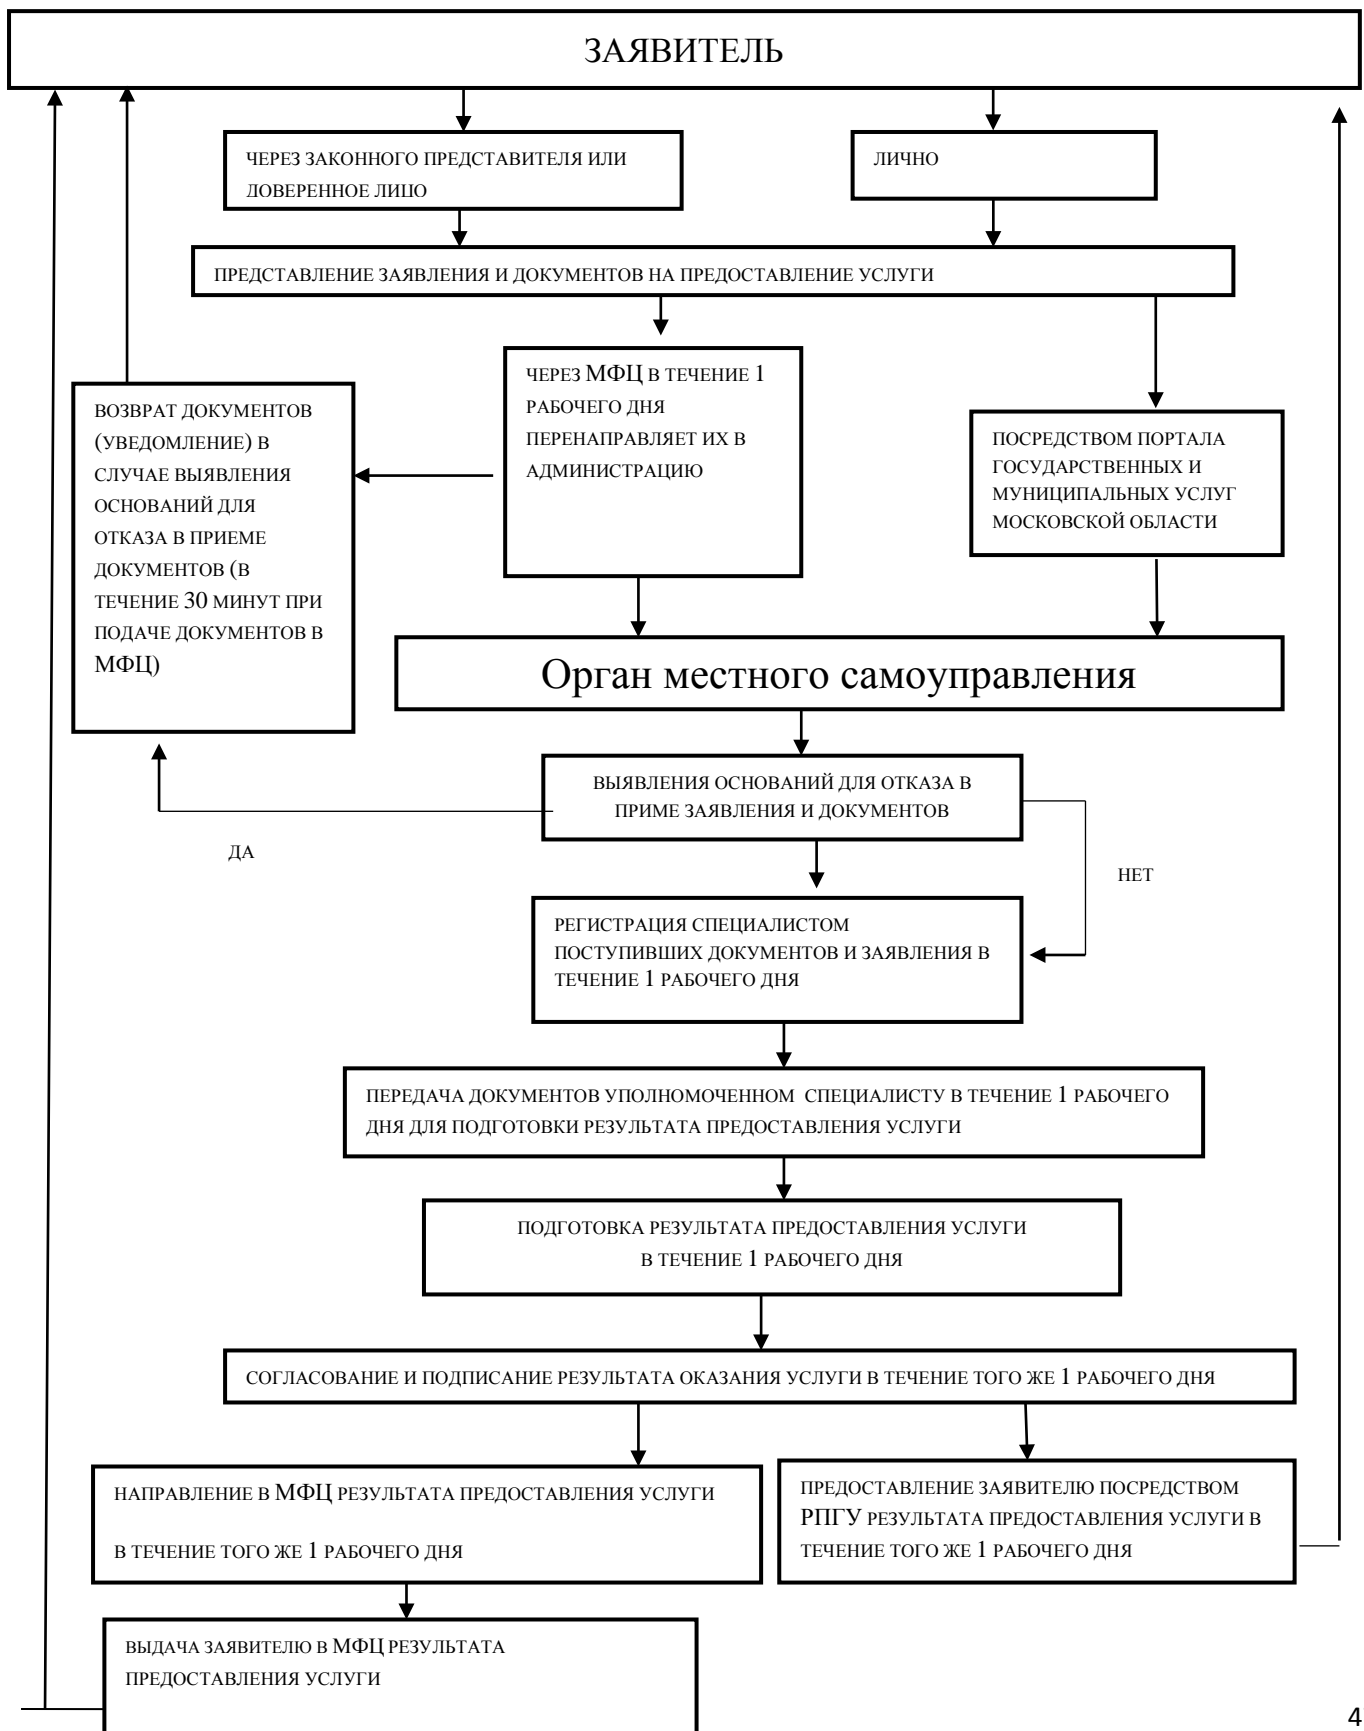 ЗАЯВИТЕЛЬ
ЧЕРЕЗ ЗАКОННОГО ПРЕДСТАВИТЕЛЯ ИЛИ
ДОВЕРЕННОЕ ЛИЦО
ЛИЧНО
ПРЕДСТАВЛЕНИЕ ЗАЯВЛЕНИЯ И ДОКУМЕНТОВ НА ПРЕДОСТАВЛЕНИЕ УСЛУГИ
ЧЕРЕЗ МФЦ В ТЕЧЕНИЕ 1
РАБОЧЕГО ДНЯ
ПЕРЕНАПРАВЛЯЕТ ИХ В
АДМИНИСТРАЦИЮ
ВОЗВРАТ ДОКУМЕНТОВ
(УВЕДОМЛЕНИЕ) В
СЛУЧАЕ ВЫЯВЛЕНИЯ
ОСНОВАНИЙ ДЛЯ
ОТКАЗА В ПРИЕМЕ
ДОКУМЕНТОВ (В
ТЕЧЕНИЕ 30 МИНУТ ПРИ
ПОДАЧЕ ДОКУМЕНТОВ В
МФЦ)
ПОСРЕДСТВОМ ПОРТАЛА
ГОСУДАРСТВЕННЫХ И
МУНИЦИПАЛЬНЫХ УСЛУГ
МОСКОВСКОЙ ОБЛАСТИ
Орган местного самоуправления
ВЫЯВЛЕНИЯ ОСНОВАНИЙ ДЛЯ ОТКАЗА В
ПРИМЕ ЗАЯВЛЕНИЯ И ДОКУМЕНТОВ
ДА
НЕТ
РЕГИСТРАЦИЯ СПЕЦИАЛИСТОМ
ПОСТУПИВШИХ ДОКУМЕНТОВ И ЗАЯВЛЕНИЯ В
ТЕЧЕНИЕ 1 РАБОЧЕГО ДНЯ
ПЕРЕДАЧА ДОКУМЕНТОВ УПОЛНОМОЧЕННОМ СПЕЦИАЛИСТУ В ТЕЧЕНИЕ 1 РАБОЧЕГО
ДНЯ ДЛЯ ПОДГОТОВКИ РЕЗУЛЬТАТА ПРЕДОСТАВЛЕНИЯ УСЛУГИ
ПОДГОТОВКА РЕЗУЛЬТАТА ПРЕДОСТАВЛЕНИЯ УСЛУГИ
В ТЕЧЕНИЕ 1 РАБОЧЕГО ДНЯ
СОГЛАСОВАНИЕ И ПОДПИСАНИЕ РЕЗУЛЬТАТА ОКАЗАНИЯ УСЛУГИ В ТЕЧЕНИЕ ТОГО ЖЕ 1 РАБОЧЕГО ДНЯ
НАПРАВЛЕНИЕ В МФЦ РЕЗУЛЬТАТА ПРЕДОСТАВЛЕНИЯ УСЛУГИ
В ТЕЧЕНИЕ ТОГО ЖЕ 1 РАБОЧЕГО ДНЯ
ПРЕДОСТАВЛЕНИЕ ЗАЯВИТЕЛЮ ПОСРЕДСТВОМ
РПГУ РЕЗУЛЬТАТА ПРЕДОСТАВЛЕНИЯ УСЛУГИ В
ТЕЧЕНИЕ ТОГО ЖЕ 1 РАБОЧЕГО ДНЯ
ВЫДАЧА ЗАЯВИТЕЛЮ В МФЦ РЕЗУЛЬТАТА
ПРЕДОСТАВЛЕНИЯ УСЛУГИ
4